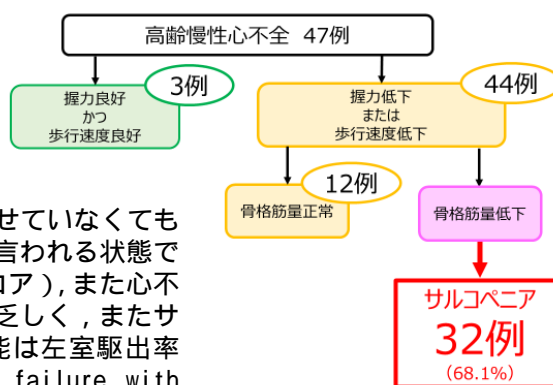 高齢慢性心不全 47例
3例
握力良好
かつ
歩行速度良好
44例
握力低下
または
歩行速度低下
12例
骨格筋量正常
骨格筋量低下
サルコペニア
32例
(68.1%)
せていなくても
言われる状態で
コア),また心不
乏しく,またサ
能は左室駆出率
failure with